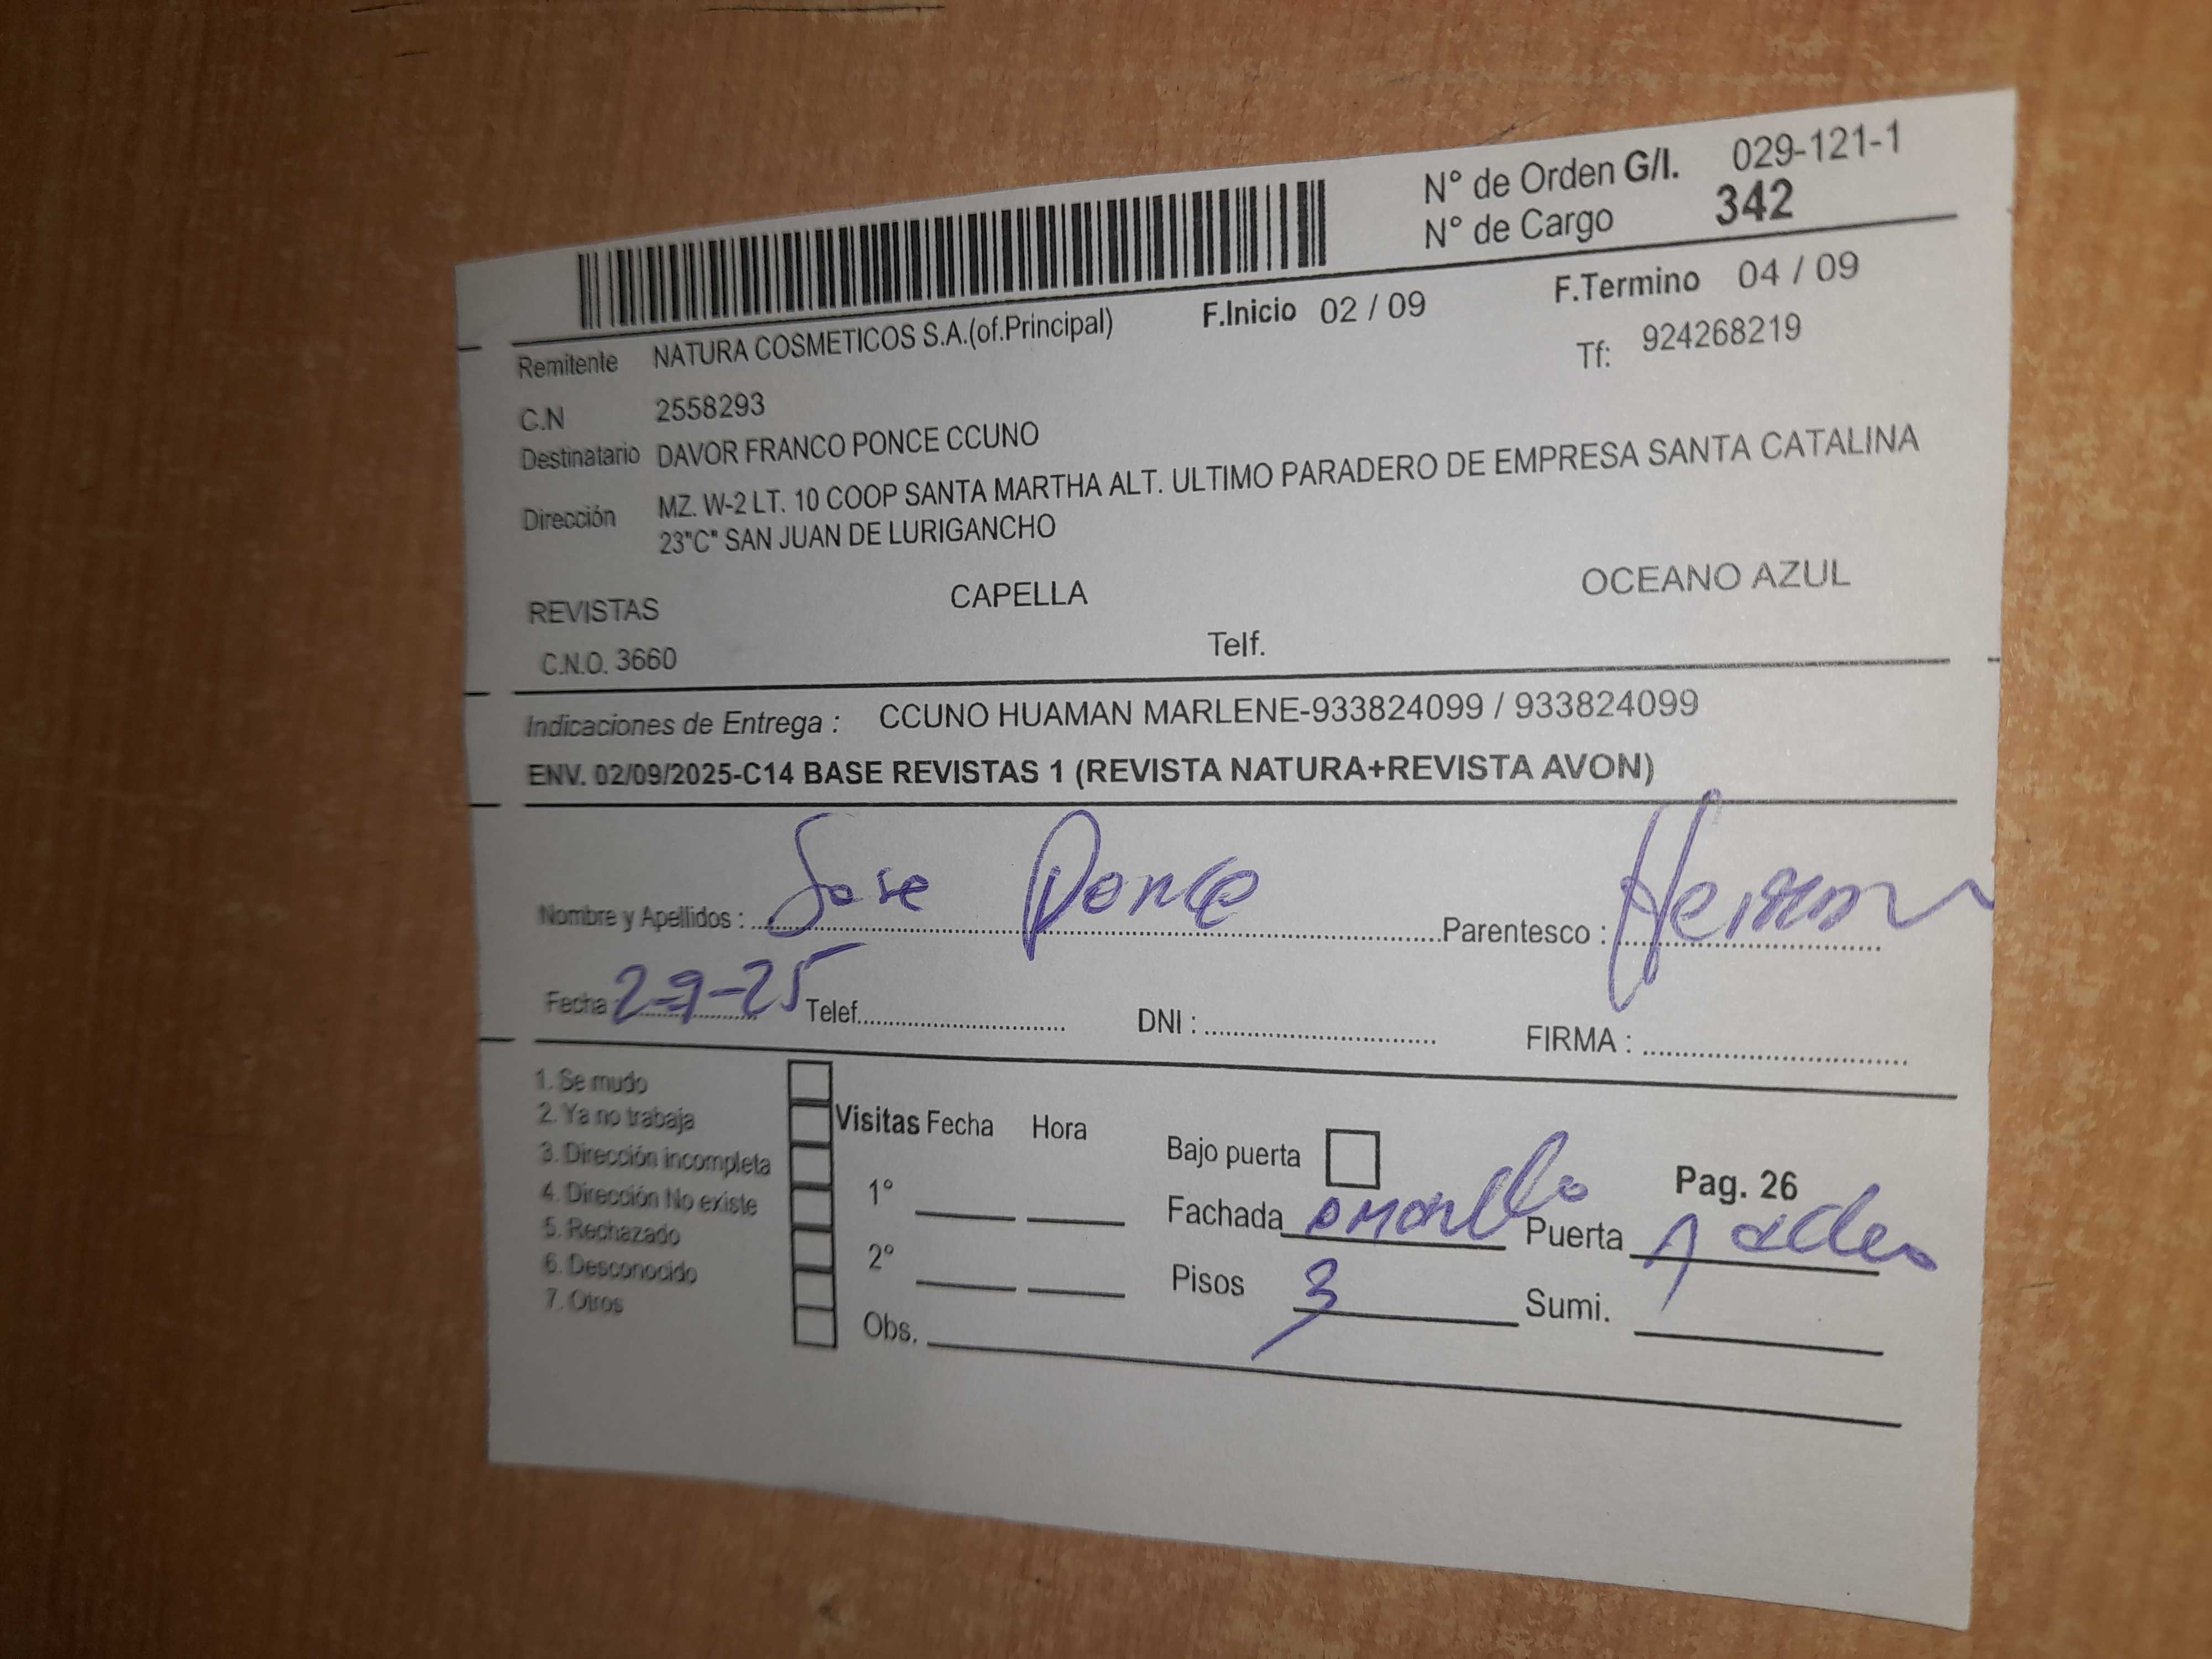 N° de Orden G/I. 029-121-1
N° de Cargo 342
F.Inicio 02 / 09 F.Termino 04 / 09
Remitente NATURA COSMETICOS S.A.(of.Principal) Tf: 924268219
C.N 2558293
Destinatario DAVOR FRANCO PONCE CCUNO
Dirección MZ. W-2 LT. 10 COOP SANTA MARTHA ALT. ULTIMO PARADERO DE EMPRESA SANTA CATALINA
23"C" SAN JUAN DE LURIGANCHO
REVISTAS CAPELLA OCEANO AZUL
C.N.O. 3660 Telf.
Indicaciones de Entrega : CCUNO HUAMAN MARLENE-933824099 / 933824099
ENV. 02/09/2025-C14 BASE REVISTAS 1 (REVISTA NATURA+REVISTA AVON)
Nombre y Apellidos : Jose Ponce Parentesco :
Fecha 2-9-25 Telef. DNI : FIRMA :
1. Se mudo
2. Ya no trabaja Visitas Fecha Hora
3. Dirección incompleta Bajo puerta Pag. 26
4. Dirección No existe 1° Fachada Puerta
5. Rechazado
6. Desconocido 2° Pisos 3 Sumi.
7. Otros
Obs.